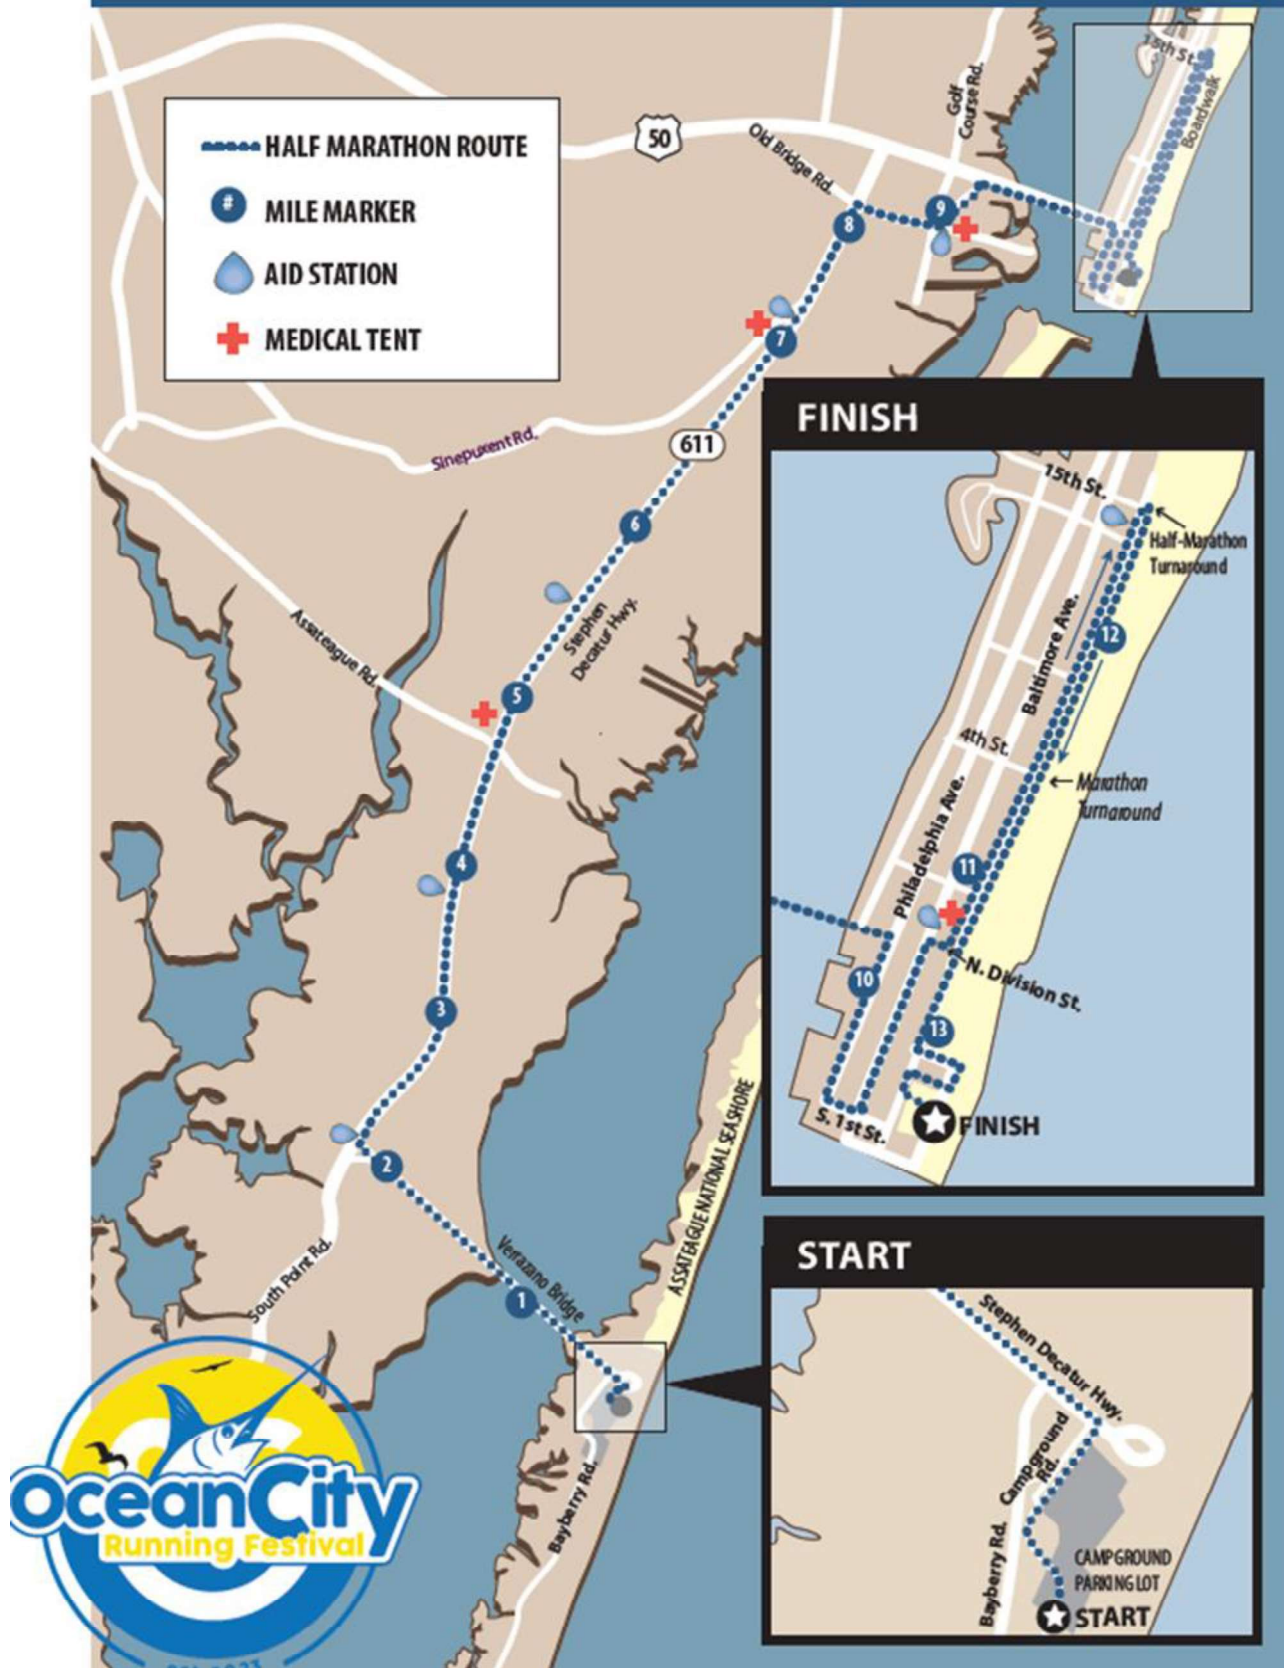 HALF MARATHON ROUTE
#
MILE MARKER
AID STATION
MEDICAL TENT
50
Old Bridge Rd.
Golf
Course Rd.
15th St.
Boardwalk
9
8
7
611
Sinepuxent Rd.
6
Stephen
Decatur Hwy.
Assateague Rd.
5
4
3
2
1
Verrazano Bridge
South Point Rd.
ASSATEAGUE NATIONAL SEASHORE
Bayberry Rd.
FINISH
15th St.
Half-Marathon
Turnaround
12
Baltimore Ave.
4th St.
Marathon
Turnaround
Philadelphia Ave.
11
N. Division St.
10
13
S. 1st St.
FINISH
START
Stephen Decatur Hwy.
Campground
Rd.
Bayberry Rd.
CAMPGROUND
PARKING LOT
START
OceanCity
Running Festival